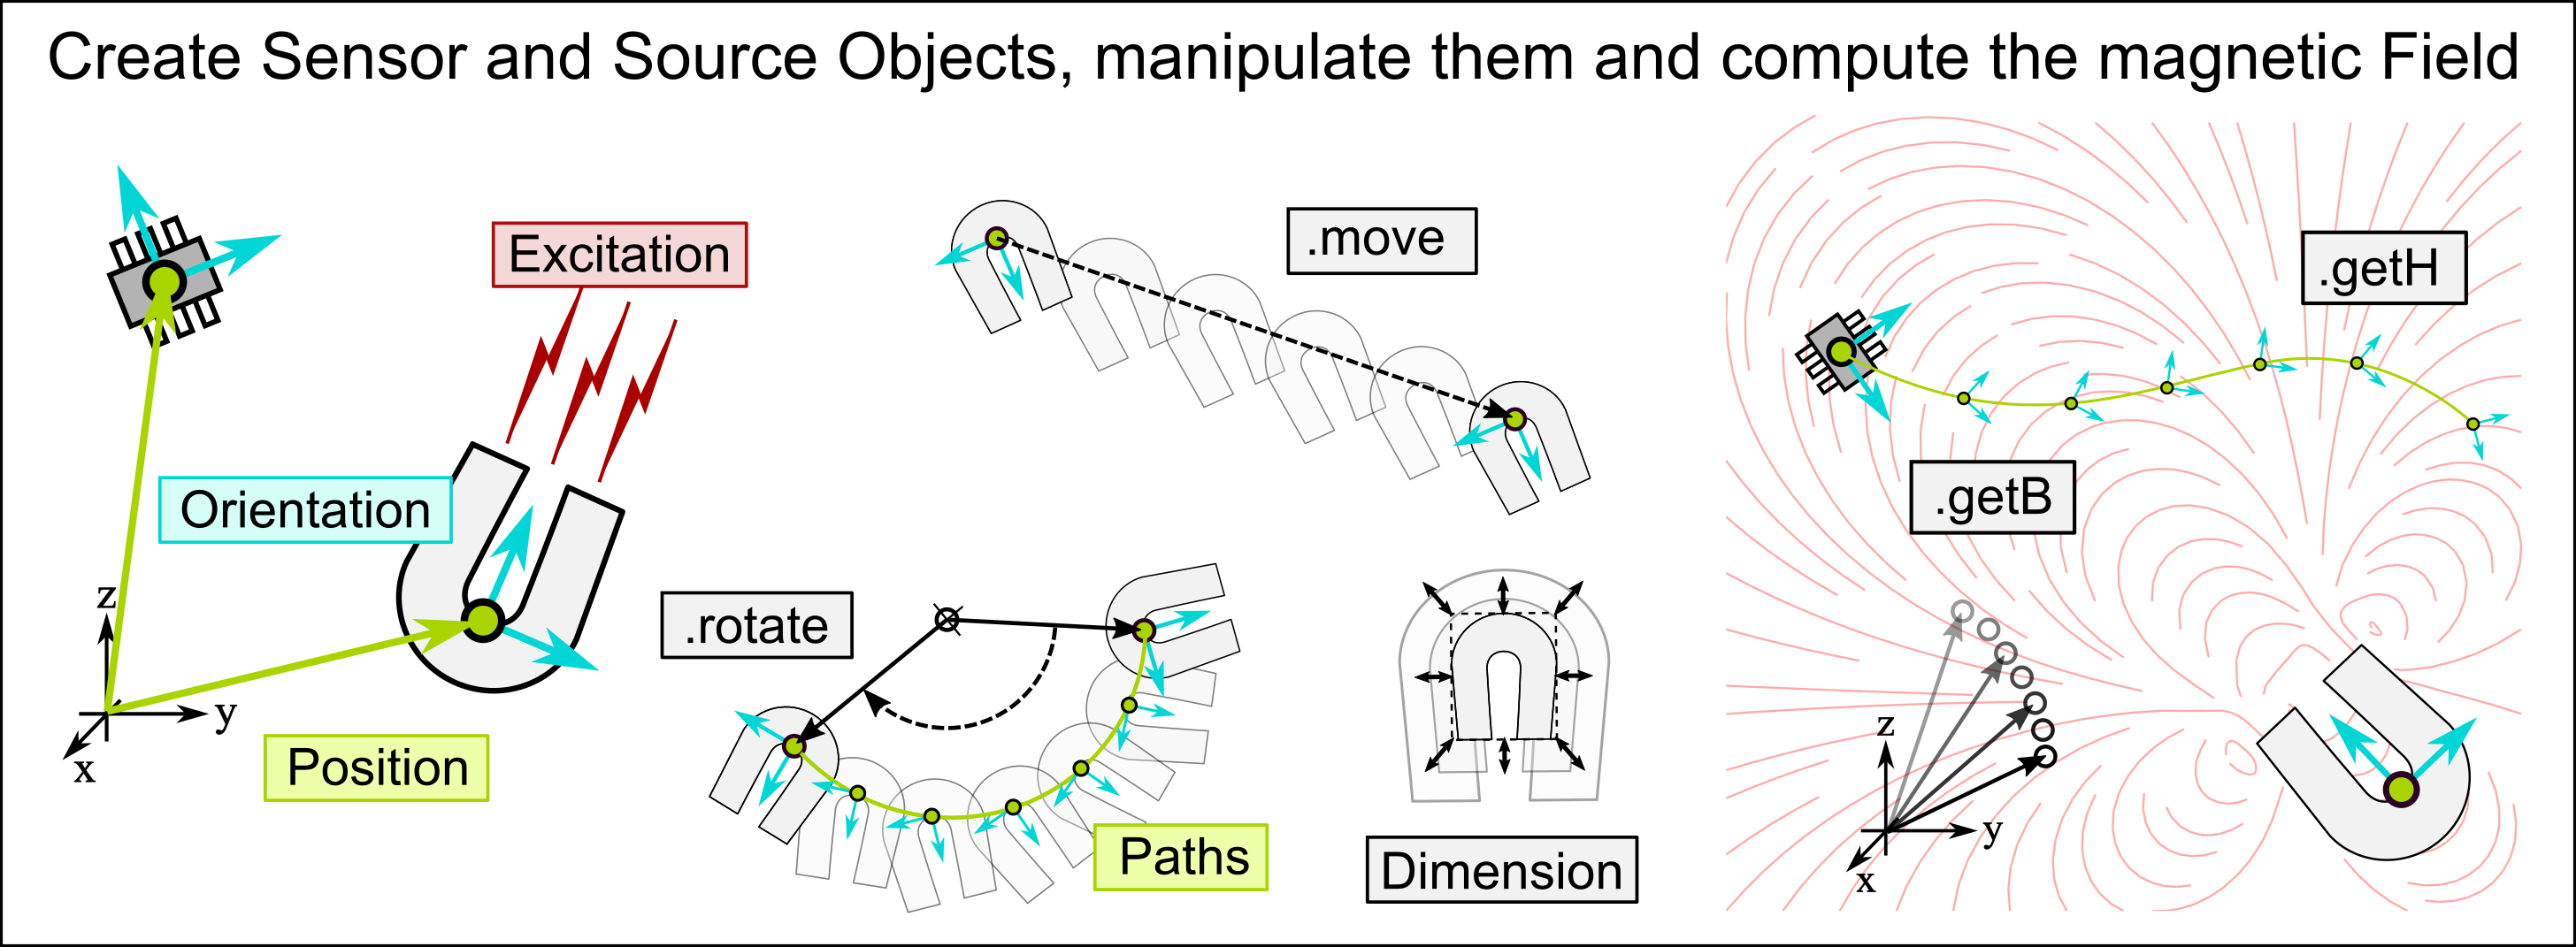 Create Sensor and Source Objects, manipulate them and compute the magnetic Field
Excitation
Orientation
Position
z
y
x
.move
.rotate
Paths
Dimension
.getH
.getB
z
y
x